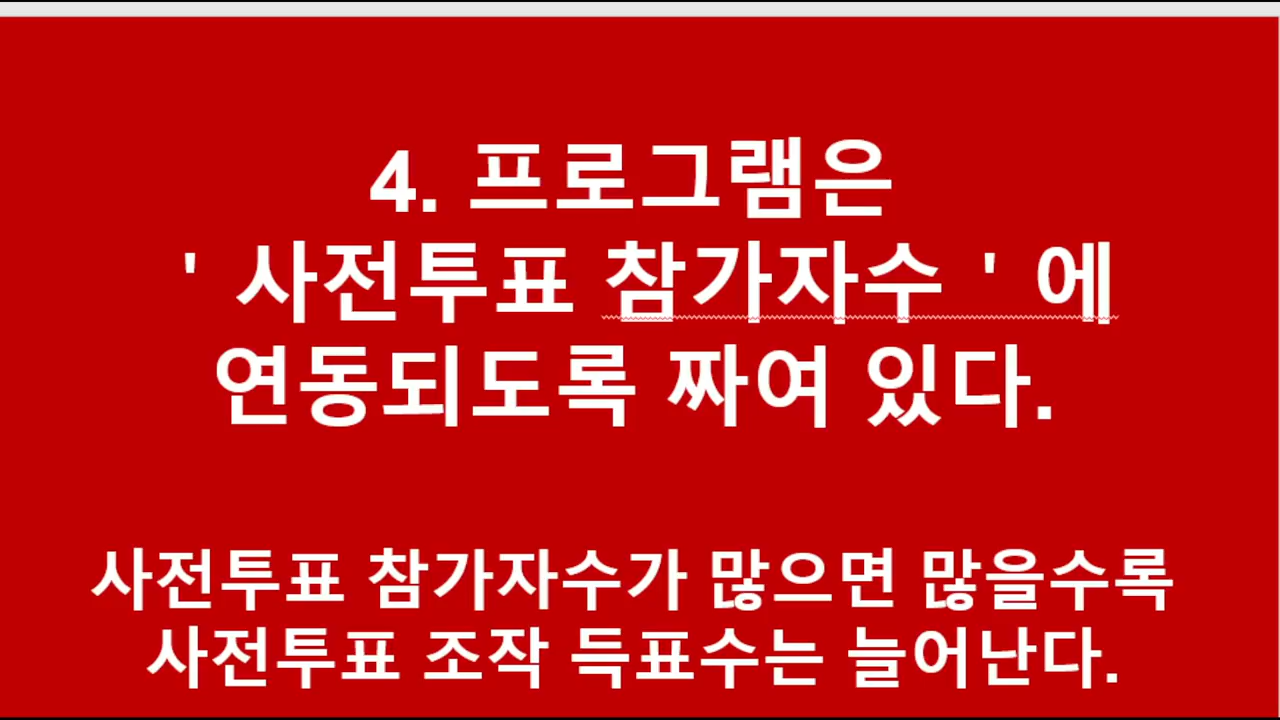 4. 프로그램은
' 사전투표 참가자수 ' 에
연동되도록 짜여 있다.
사전투표 참가자수가 많으면 많을수록
사전투표 조작 득표수는 늘어난다.